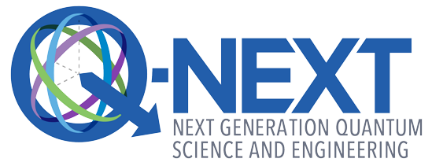 Q-NEXT
NEXT GENERATION QUANTUM
SCIENCE AND ENGINEERING